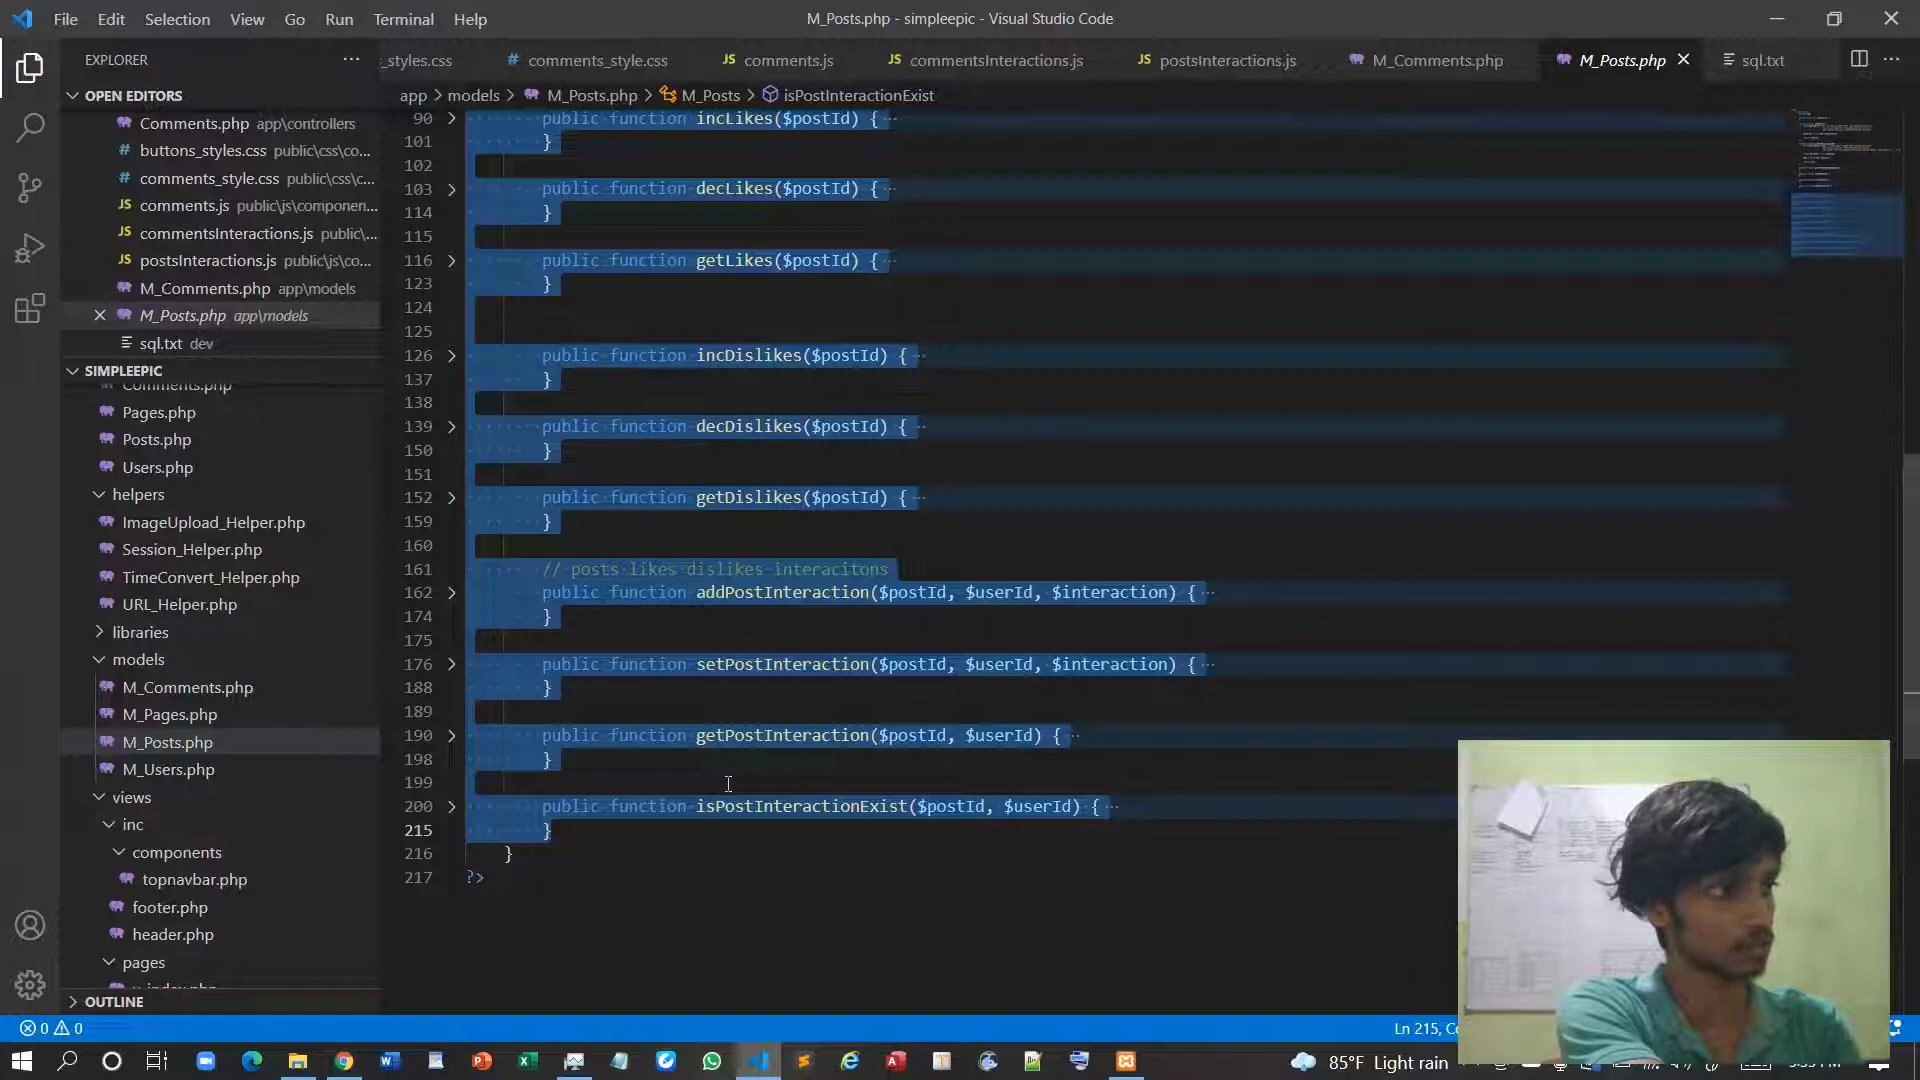 File Edit Selection View Go Run Terminal Help
M_Posts.php - simpleepic - Visual Studio Code
EXPLORER
_styles.css
# comments_style.css
JS comments.js
JS commentsInteractions.js
JS postsInteractions.js
M_Comments.php
M_Posts.php
sql.txt
OPEN EDITORS
app > models > M_Posts.php > M_Posts > isPostInteractionExist
Comments.php app\controllers
# buttons_styles.css public\css\co...
# comments_style.css public\css\c...
JS comments.js public\js\componen...
JS commentsInteractions.js public\...
JS postsInteractions.js public\js\co...
M_Comments.php app\models
M_Posts.php app\models
sql.txt dev
SIMPLEEPIC
Comments.php
Pages.php
Posts.php
Users.php
helpers
ImageUpload_Helper.php
Session_Helper.php
TimeConvert_Helper.php
URL_Helper.php
libraries
models
M_Comments.php
M_Pages.php
M_Posts.php
M_Users.php
views
inc
components
topnavbar.php
footer.php
header.php
pages
OUTLINE
90 public function incLikes($postId) {
101 }
102
103 public function decLikes($postId) {
114 }
115
116 public function getLikes($postId) {
123 }
124
125
126 public function incDislikes($postId) {
137 }
138
139 public function decDislikes($postId) {
150 }
151
152 public function getDislikes($postId) {
159 }
160
161 // posts likes dislikes interacitons
162 public function addPostInteraction($postId, $userId, $interaction) {
174 }
175
176 public function setPostInteraction($postId, $userId, $interaction) {
188 }
189
190 public function getPostInteraction($postId, $userId) {
198 }
199
200 public function isPostInteractionExist($postId, $userId) {
215 }
216 }
217 ?>
0 0
Ln 215,
85°F Light rain